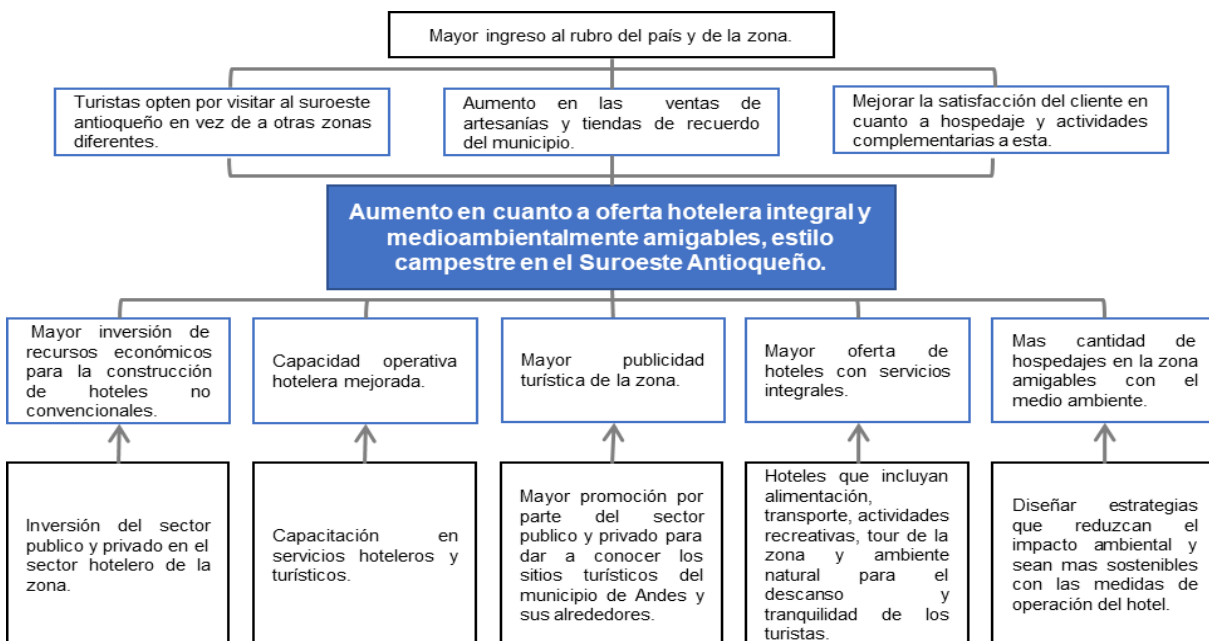 Mayor ingreso al rubro del país y de la zona.
Turistas opten por visitar al suroeste
antioqueño en vez de a otras zonas
diferentes.
Aumento en las ventas de
artesanías y tiendas de recuerdo
del municipio.
Mejorar la satisfacción del cliente en
cuanto a hospedaje y actividades
complementarias a esta.
Aumento en cuanto a oferta hotelera integral y
medioambientalmente amigables, estilo
campestre en el Suroeste Antioqueño.
Mayor inversión de
recursos económicos
para la construcción
de hoteles no
convencionales.
Capacidad operativa
hotelera mejorada.
Mayor publicidad
turística de la zona.
Mayor oferta de
hoteles con servicios
integrales.
Mas cantidad de
hospedajes en la zona
amigables con el
medio ambiente.
Inversión del sector
publico y privado en el
sector hotelero de la
zona.
Capacitación en
servicios hoteleros y
turísticos.
Mayor promoción por
parte del sector
publico y privado para
dar a conocer los
sitios turísticos del
municipio de Andes y
sus alrededores.
Hoteles que incluyan
alimentación,
transporte, actividades
recreativas, tour de la
zona y ambiente
natural para el
descanso y
tranquilidad de los
turistas.
Diseñar estrategias
que reduzcan el
impacto ambiental y
sean mas sostenibles
con las medidas de
operación del hotel.